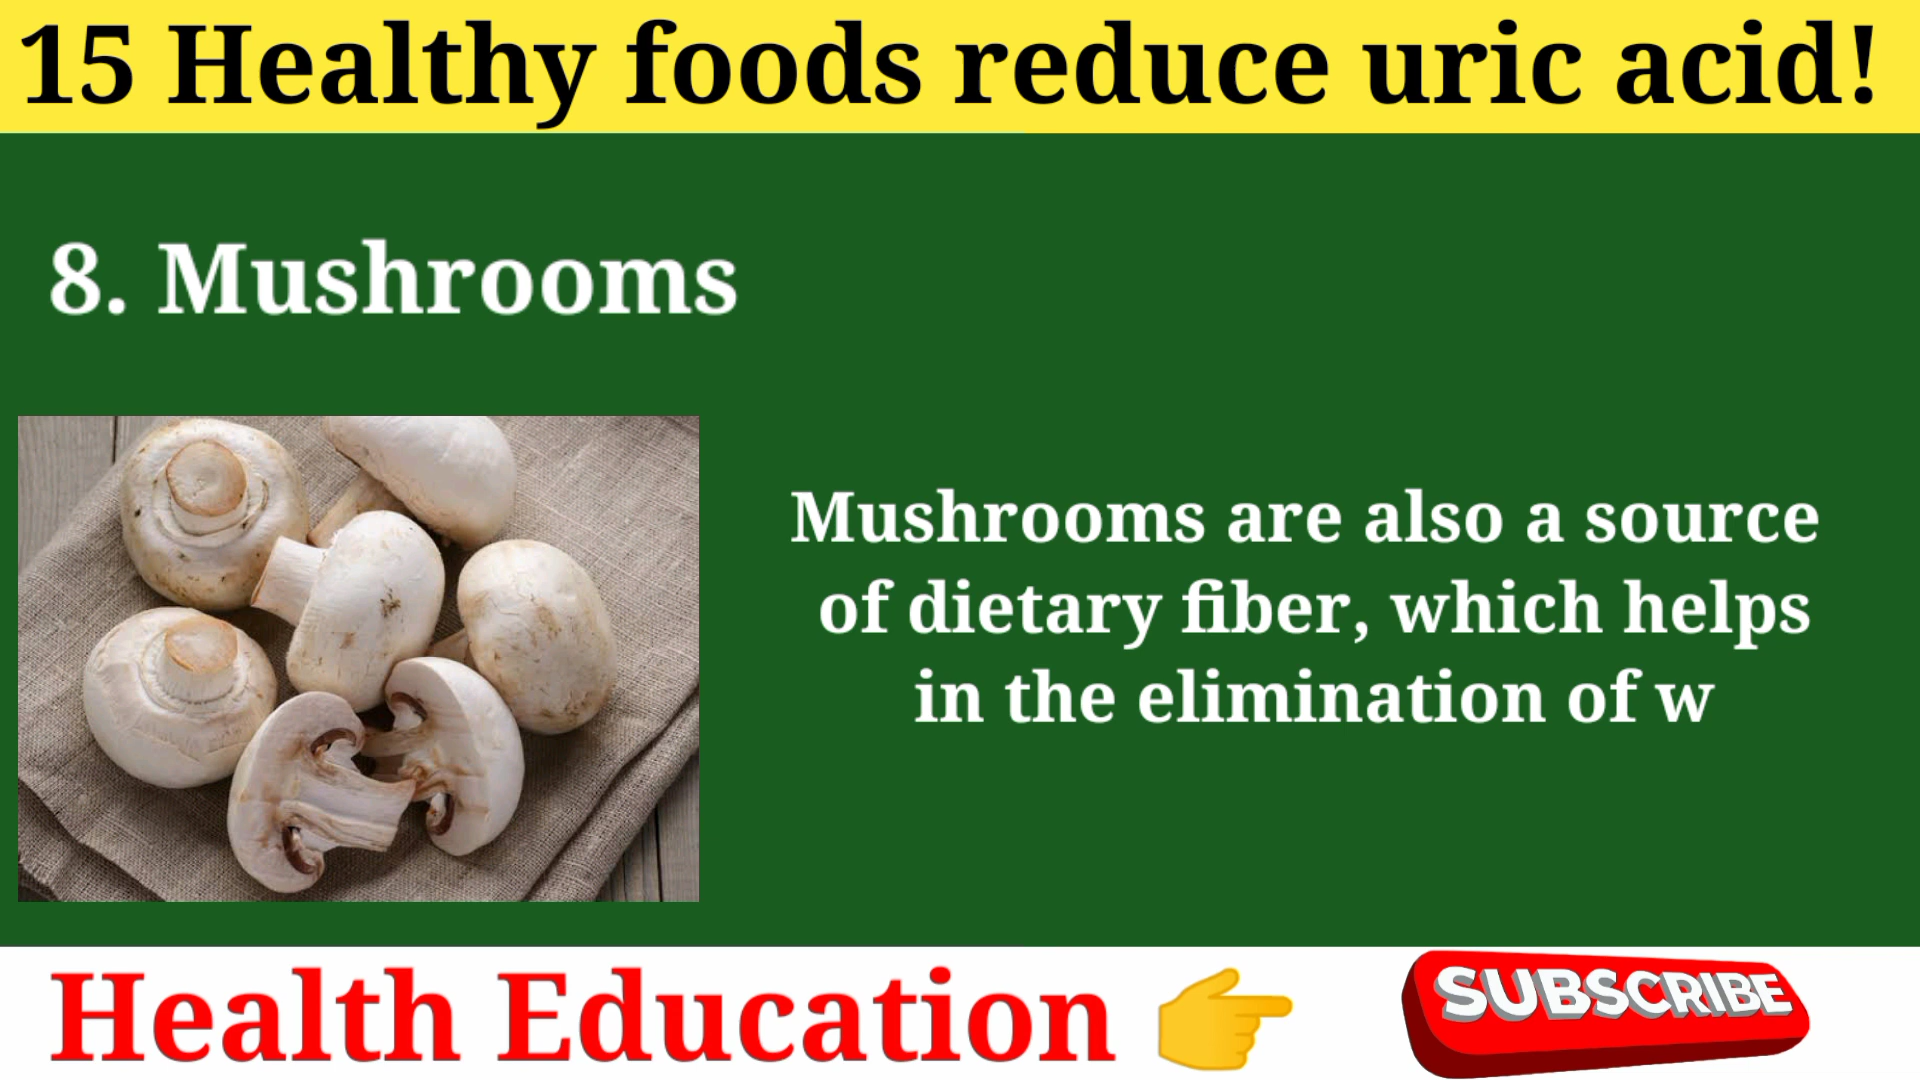 15 Healthy foods reduce uric acid!
8. Mushrooms
Mushrooms are also a source
of dietary fiber, which helps
in the elimination of w
Health Education
SUBSCRIBE